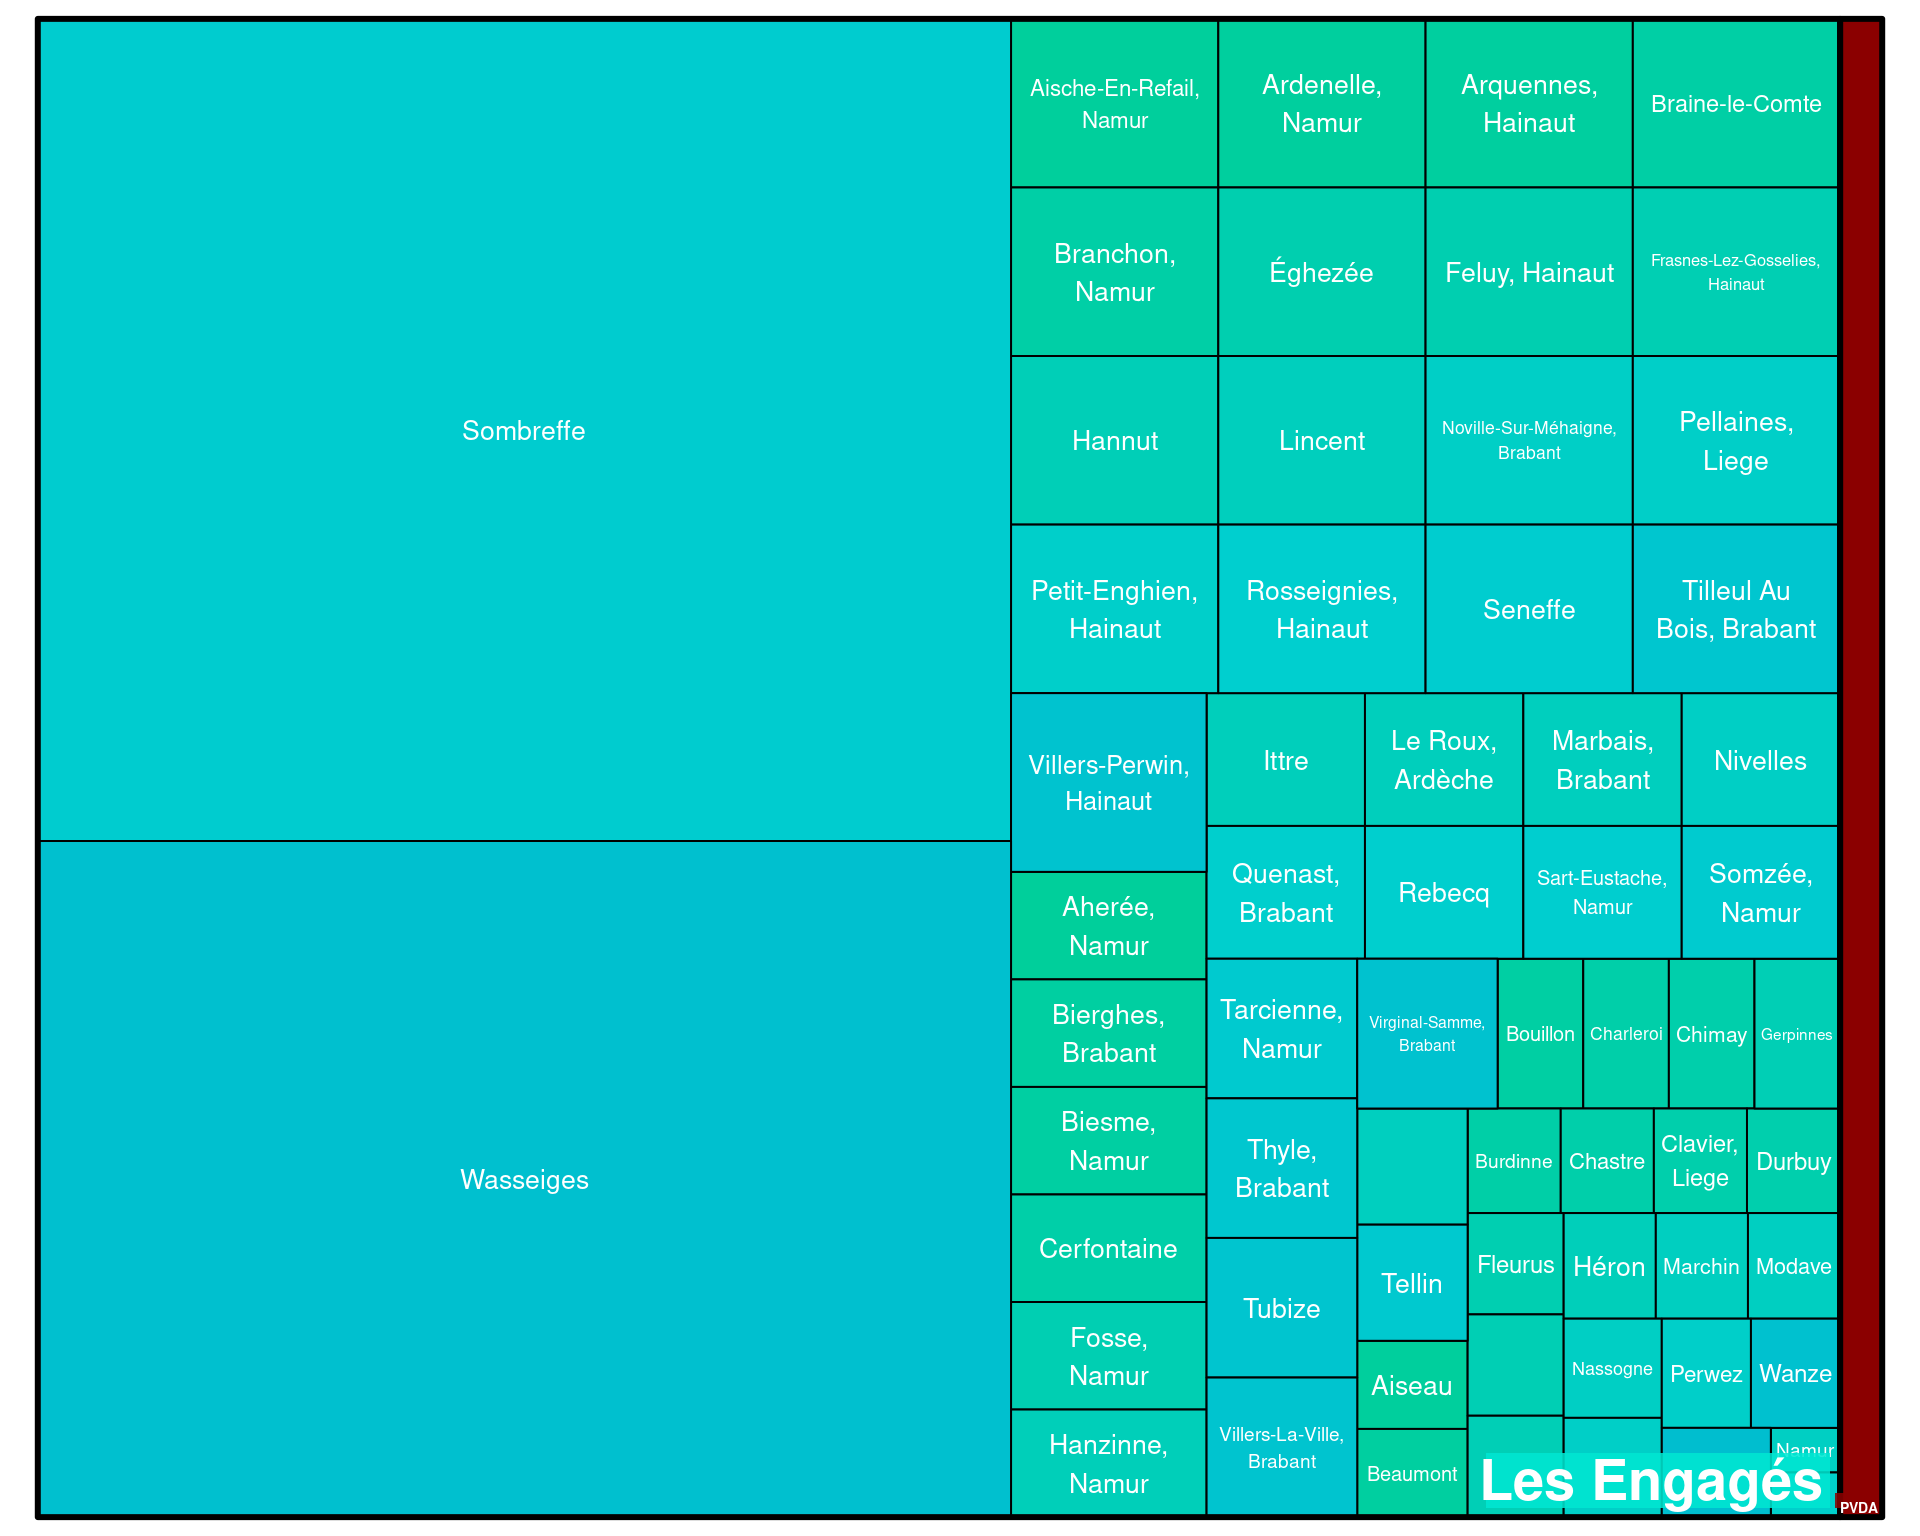 Sombreffe
Wasseiges
Aische-En-Refail,
Namur
Ardenelle,
Namur
Arquennes,
Hainaut
Braine-le-Comte
Branchon,
Namur
Éghezée
Feluy, Hainaut
Frasnes-Lez-Gosselies,
Hainaut
Hannut
Lincent
Noville-Sur-Méhaigne,
Brabant
Pellaines,
Liege
Petit-Enghien,
Hainaut
Rosseignies,
Hainaut
Seneffe
Tilleul Au
Bois, Brabant
Villers-Perwin,
Hainaut
Ittre
Le Roux,
Ardèche
Marbais,
Brabant
Nivelles
Quenast,
Brabant
Rebecq
Sart-Eustache,
Namur
Somzée,
Namur
Aherée,
Namur
Bierghes,
Brabant
Biesme,
Namur
Cerfontaine
Fosse,
Namur
Hanzinne,
Namur
Tarcienne,
Namur
Thyle,
Brabant
Tubize
Villers-La-Ville,
Brabant
Virginal-Samme,
Brabant
Bouillon
Charleroi
Chimay
Gerpinnes
Tellin
Aiseau
Beaumont
Burdinne
Chastre
Clavier,
Liege
Durbuy
Fleurus
Héron
Marchin
Modave
Nassogne
Perwez
Wanze
Namur
Les Engagés
PVDA